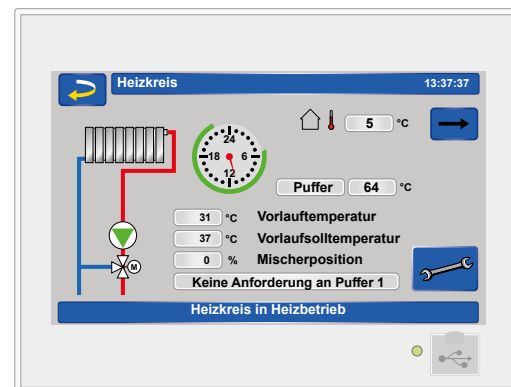 Heizkreis 13:37:37
5 °C
24
18 6
12
Puffer 64 °C
31 °C Vorlauftemperatur
37 °C Vorlaufsolltemperatur
0 % Mischerposition
M
Keine Anforderung an Puffer 1
Heizkreis in Heizbetrieb